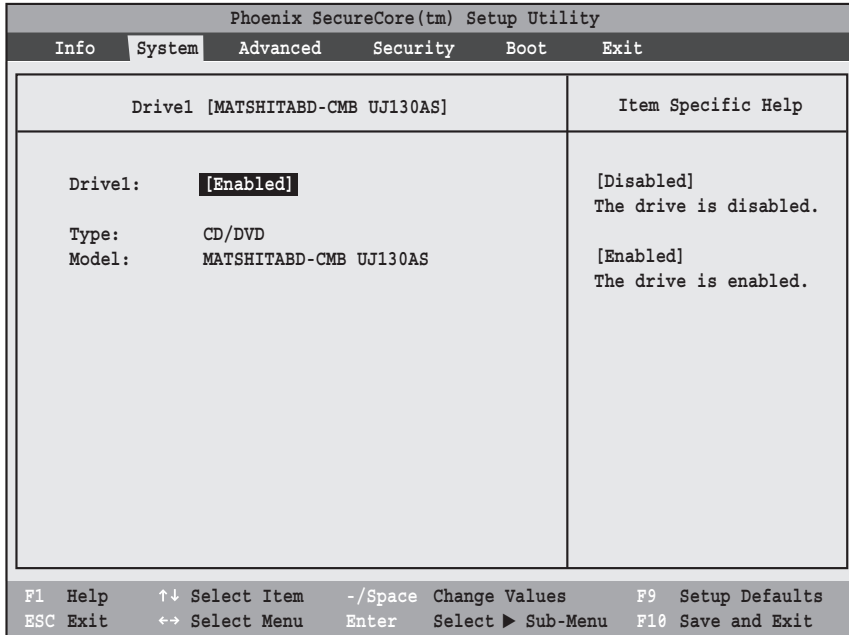 Phoenix SecureCore(tm) Setup Utility
Info System Advanced Security Boot Exit
Drive1 [MATSHITABD-CMB UJ130AS]
Item Specific Help
Drive1: [Enabled]
Type: CD/DVD
Model: MATSHITABD-CMB UJ130AS
[Disabled]
The drive is disabled.
[Enabled]
The drive is enabled.
F1 Help ↑↓ Select Item -/Space Change Values F9 Setup Defaults
ESC Exit ←→ Select Menu Enter Select ▶ Sub-Menu F10 Save and Exit